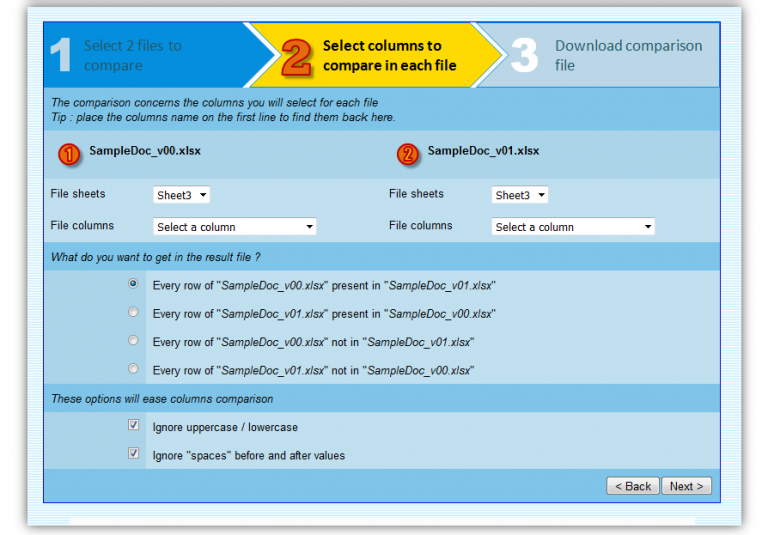 1 Select 2 files to
compare
2 Select columns to
compare in each file
3 Download comparison
file
The comparison concerns the columns you will select for each file
Tip : place the columns name on the first line to find them back here.
1 SampleDoc_v00.xlsx
2 SampleDoc_v01.xlsx
File sheets Sheet3
File sheets Sheet3
File columns Select a column
File columns Select a column
What do you want to get in the result file ?
Every row of "SampleDoc_v00.xlsx" present in "SampleDoc_v01.xlsx"
Every row of "SampleDoc_v01.xlsx" present in "SampleDoc_v00.xlsx"
Every row of "SampleDoc_v00.xlsx" not in "SampleDoc_v01.xlsx"
Every row of "SampleDoc_v01.xlsx" not in "SampleDoc_v00.xlsx"
These options will ease columns comparison
Ignore uppercase / lowercase
Ignore "spaces" before and after values
< Back Next >